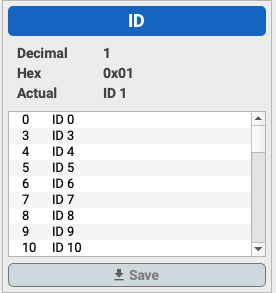 ID
Decimal 1
Hex 0x01
Actual ID 1
0 ID 0
3 ID 3
4 ID 4
5 ID 5
6 ID 6
7 ID 7
8 ID 8
9 ID 9
10 ID 10
Save